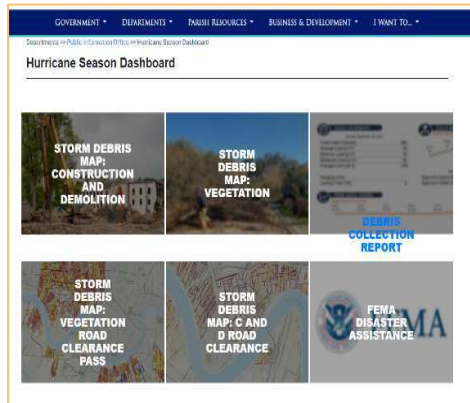 GOVERNMENT DEPARTMENTS PARISH RESOURCES BUSINESS & DEVELOPMENT I WANT TO...
Departments >> Public Information Office >> Hurricane Season Dashboard
Hurricane Season Dashboard
STORM DEBRIS
MAP:
CONSTRUCTION
AND
DEMOLITION
STORM
DEBRIS
MAP:
VEGETATION
DEBRIS
COLLECTION
REPORT
STORM
DEBRIS
MAP:
VEGETATION
ROAD
CLEARANCE
PASS
STORM
DEBRIS
MAP: C AND
D ROAD
CLEARANCE
FEMA
DISASTER
ASSISTANCE
FEMA